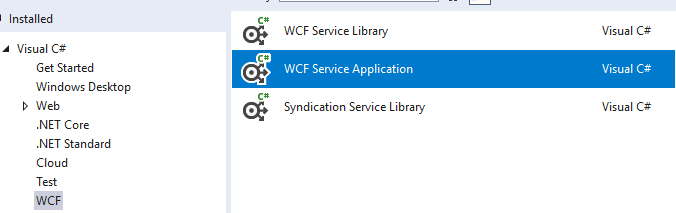 Installed
Visual C#
Get Started
Windows Desktop
Web
.NET Core
.NET Standard
Cloud
Test
WCF
C#
WCF Service Library
Visual C#
C#
WCF Service Application
Visual C#
C#
Syndication Service Library
Visual C#